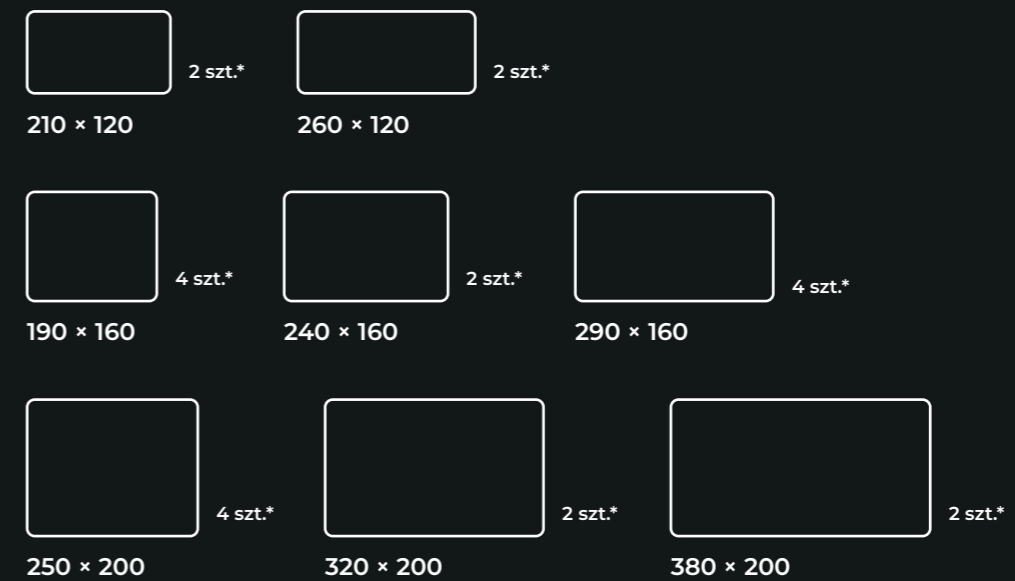 2 szt.*
2 szt.*
210 × 120
260 × 120
4 szt.*
2 szt.*
4 szt.*
190 × 160
240 × 160
290 × 160
4 szt.*
2 szt.*
2 szt.*
250 × 200
320 × 200
380 × 200